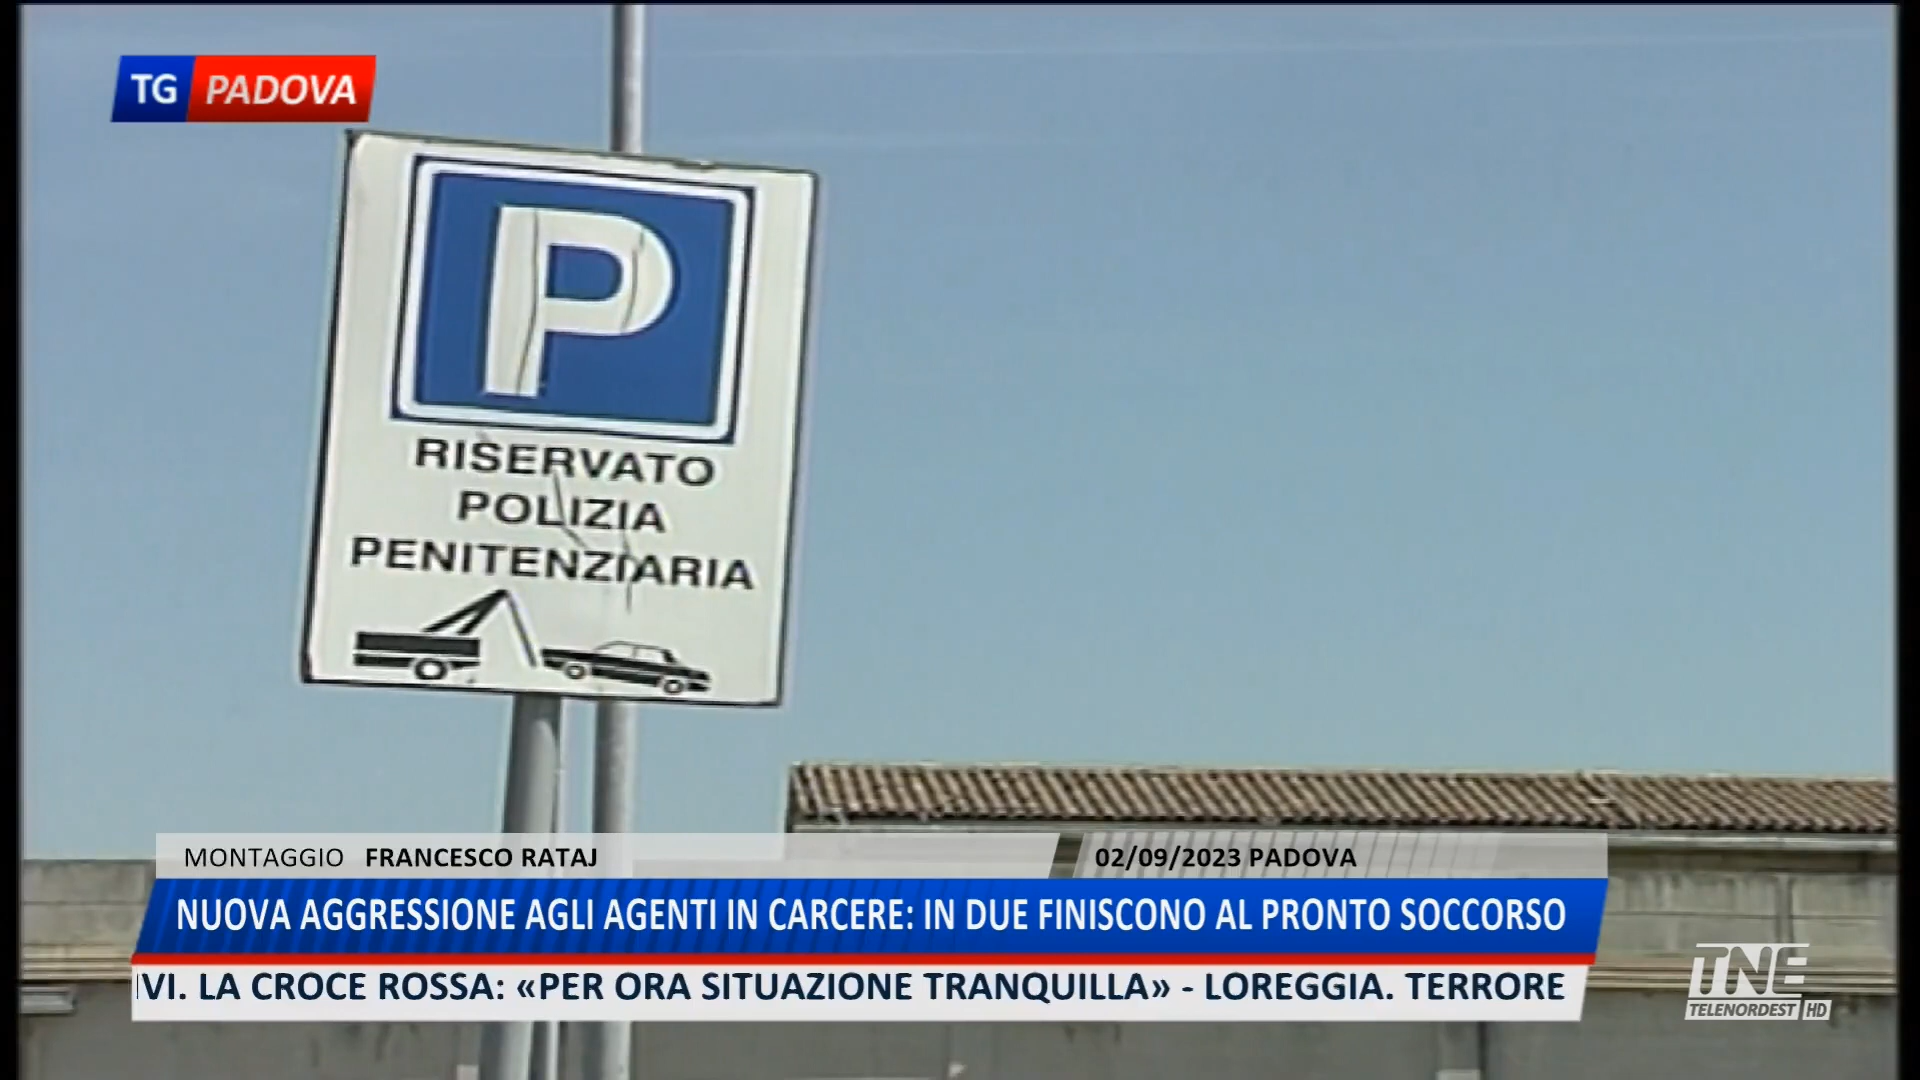 TG PADOVA
P
RISERVATO
POLIZIA
PENITENZIARIA
MONTAGGIO FRANCESCO RATAJ
02/09/2023 PADOVA
NUOVA AGGRESSIONE AGLI AGENTI IN CARCERE: IN DUE FINISCONO AL PRONTO SOCCORSO
VI. LA CROCE ROSSA: «PER ORA SITUAZIONE TRANQUILLA» - LOREGGIA. TERRORE
TNE
TELENORDEST HD